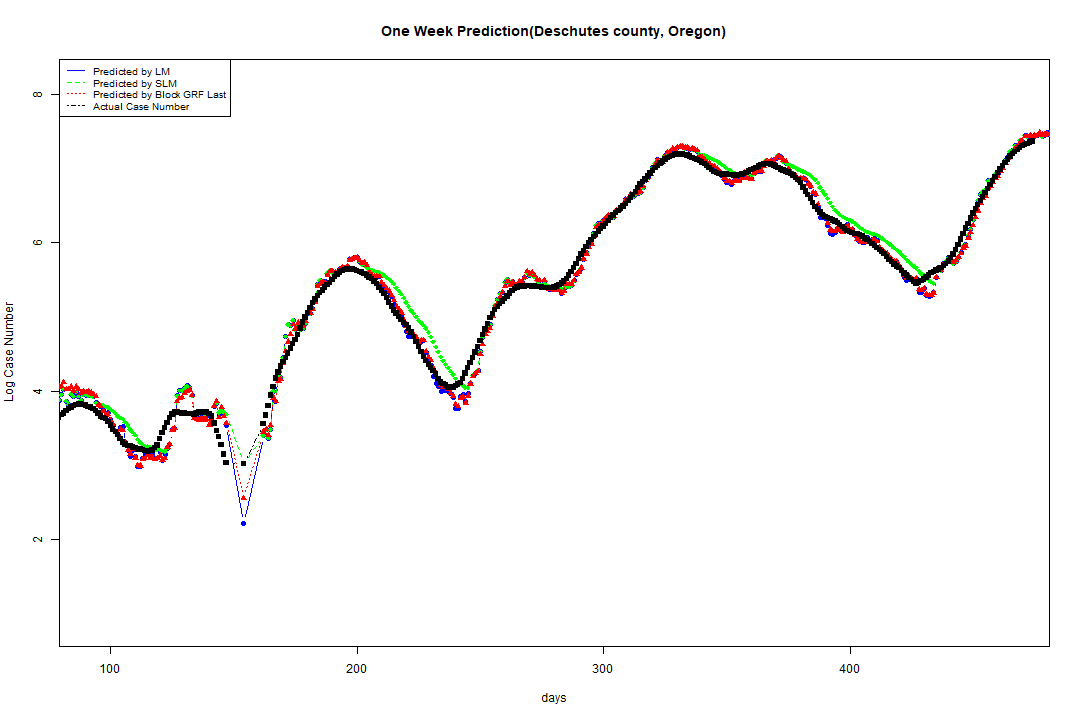 One Week Prediction(Deschutes county, Oregon)
Predicted by LM
Predicted by SLM
Predicted by Block GRF Last
Actual Case Number
8
6
4
2
Log Case Number
100 200 300 400
days